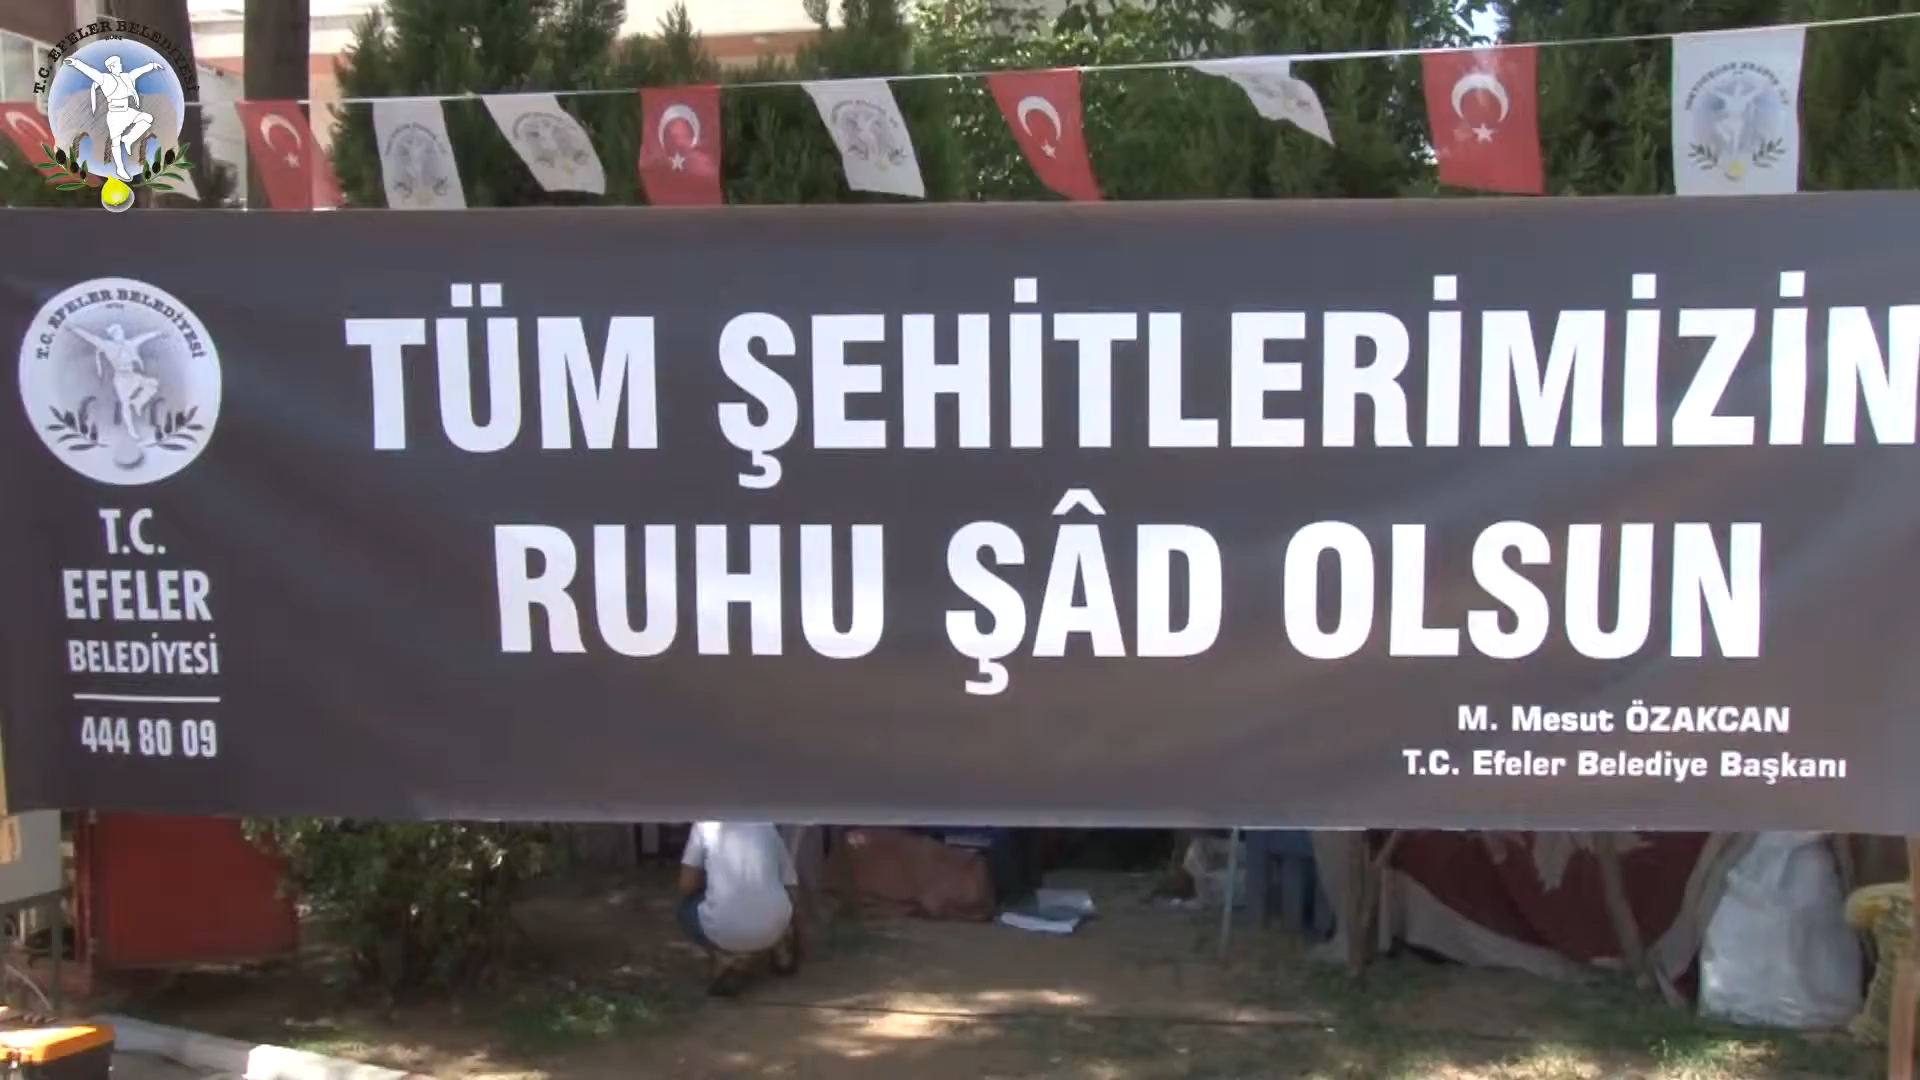 T.C. EFELER BELEDİYESİ
TÜM ŞEHİTLERİMİZİN
RUHU ŞÂD OLSUN
M. Mesut ÖZAKCAN
T.C. Efeler Belediye Başkanı
T.C. EFELER BELEDİYESİ
T.C.
EFELER
BELEDİYESİ
444 80 09